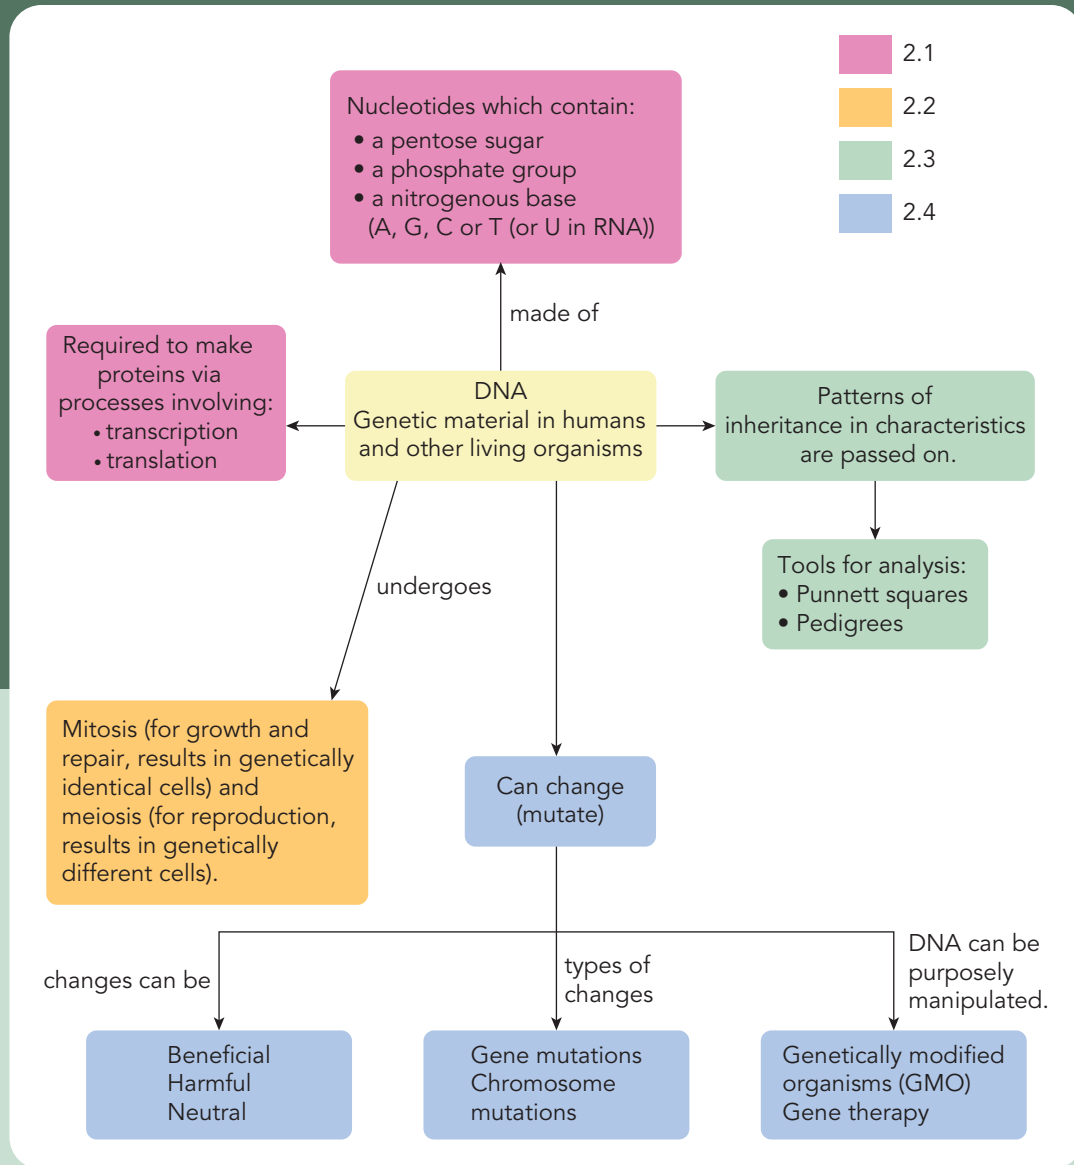 2.1
2.2
2.3
2.4
Nucleotides which contain:
• a pentose sugar
• a phosphate group
• a nitrogenous base
(A, G, C or T (or U in RNA))
made of
Required to make
proteins via
processes involving:
• transcription
• translation
DNA
Genetic material in humans
and other living organisms
Patterns of
inheritance in characteristics
are passed on.
Tools for analysis:
• Punnett squares
• Pedigrees
undergoes
Mitosis (for growth and
repair, results in genetically
identical cells) and
meiosis (for reproduction,
results in genetically
different cells).
Can change
(mutate)
changes can be
types of
changes
DNA can be
purposely
manipulated.
Beneficial
Harmful
Neutral
Gene mutations
Chromosome
mutations
Genetically modified
organisms (GMO)
Gene therapy